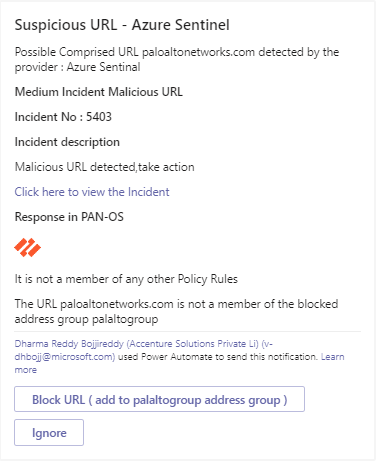 Suspicious URL - Azure Sentinel
Possible Comprised URL paloaltonetworks.com detected by the
provider : Azure Sentinal
Medium Incident Malicious URL
Incident No : 5403
Incident description
Malicious URL detected,take action
Click here to view the Incident
Response in PAN-OS
It is not a member of any other Policy Rules
The URL paloaltonetworks.com is not a member of the blocked
address group palaltogroup
Dharma Reddy Bojjireddy (Accenture Solutions Private Li) (v-
dhbojj@microsoft.com) used Power Automate to send this notification. Learn
more
Block URL ( add to palaltogroup address group )
Ignore